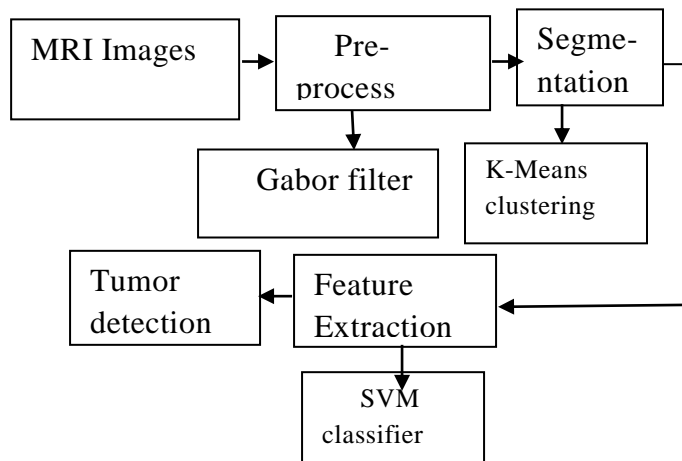 MRI Images
Pre-
process
Segme-
ntation
Gabor filter
K-Means
clustering
Tumor
detection
Feature
Extraction
SVM
classifier